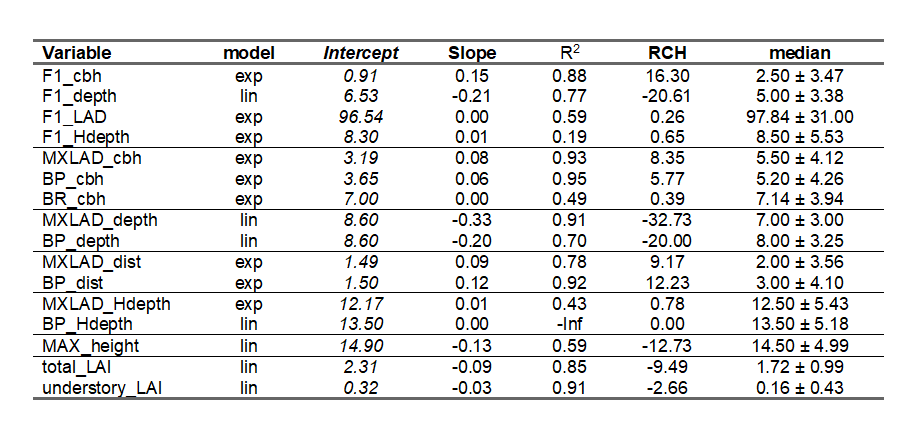 Variable model Intercept Slope R² RCH median
F1_cbh exp 0.91 0.15 0.88 16.30 2.50 ± 3.47
F1_depth lin 6.53 -0.21 0.77 -20.61 5.00 ± 3.38
F1_LAD exp 96.54 0.00 0.59 0.26 97.84 ± 31.00
F1_Hdepth exp 8.30 0.01 0.19 0.65 8.50 ± 5.53
MXLAD_cbh exp 3.19 0.08 0.93 8.35 5.50 ± 4.12
BP_cbh exp 3.65 0.06 0.95 5.77 5.20 ± 4.26
BR_cbh exp 7.00 0.00 0.49 0.39 7.14 ± 3.94
MXLAD_depth lin 8.60 -0.33 0.91 -32.73 7.00 ± 3.00
BP_depth lin 8.60 -0.20 0.70 -20.00 8.00 ± 3.25
MXLAD_dist exp 1.49 0.09 0.78 9.17 2.00 ± 3.56
BP_dist exp 1.50 0.12 0.92 12.23 3.00 ± 4.10
MXLAD_Hdepth exp 12.17 0.01 0.43 0.78 12.50 ± 5.43
BP_Hdepth lin 13.50 0.00 -Inf 0.00 13.50 ± 5.18
MAX_height lin 14.90 -0.13 0.59 -12.73 14.50 ± 4.99
total_LAI lin 2.31 -0.09 0.85 -9.49 1.72 ± 0.99
understory_LAI lin 0.32 -0.03 0.91 -2.66 0.16 ± 0.43